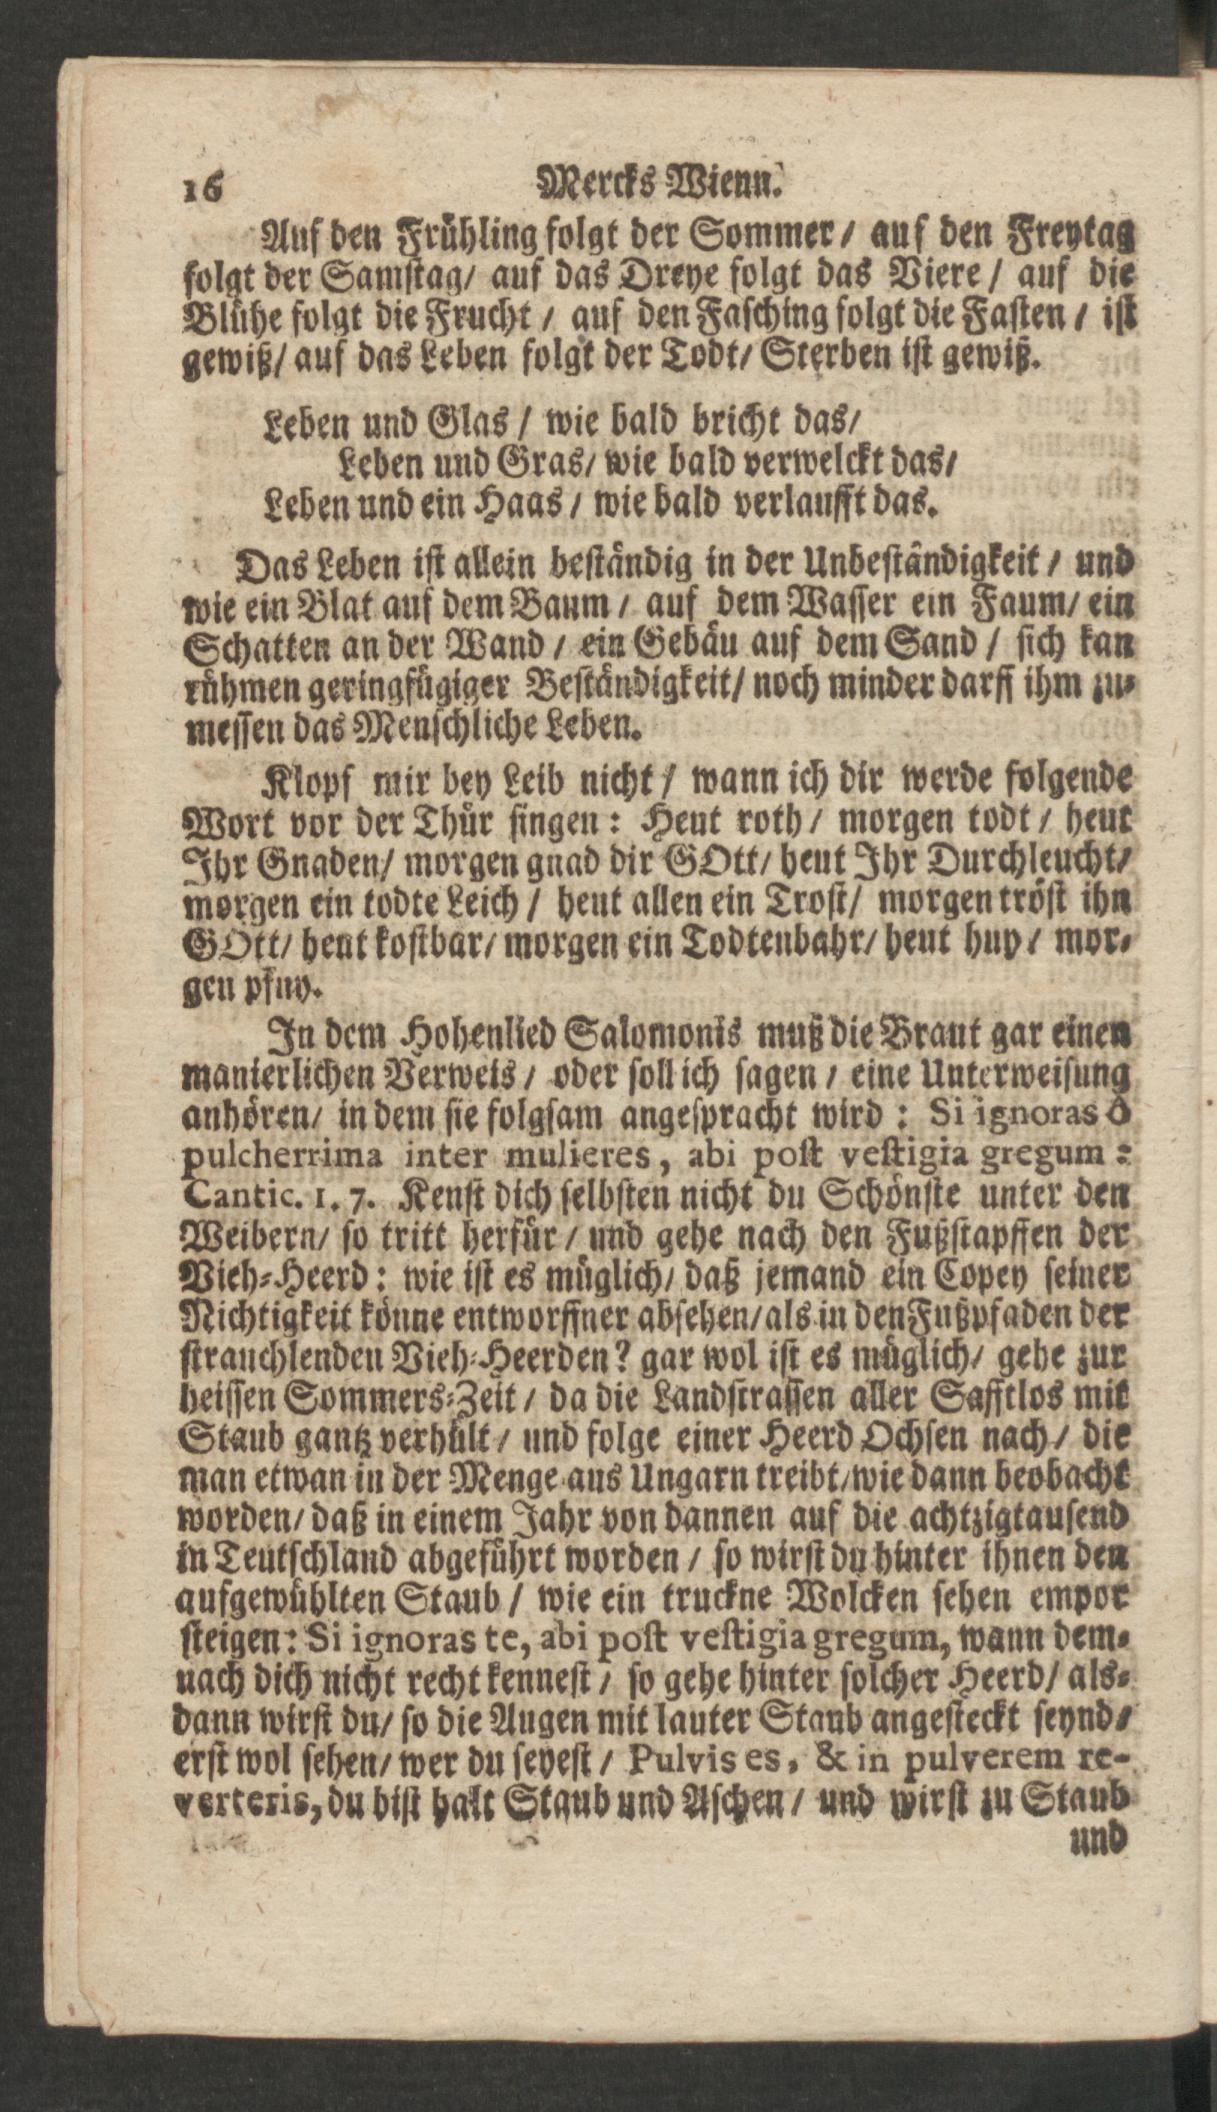 16 Mercks Wienn.
Auf den Frühling folgt der Sommer / auf den Freytag
folgt der Samstag / auf das Dreye folgt das Viere / auf die
Blühe folgt die Frucht / auf den Fasching folgt die Fasten / ist
gewiß / auf das Leben folgt der Todt / Sterben ist gewiß.
Leben und Glas / wie bald bricht das /
Leben und Gras / wie bald verwelckt das /
Leben und ein Haas / wie bald verlaufft das.
Das Leben ist allein beständig in der Unbeständigkeit / und
wie ein Blat auf dem Baum / auf dem Wasser ein Faum / ein
Schatten an der Wand / ein Gebäu auf dem Sand / sich kan
rühmen geringfügiger Beständigkeit / noch minder darff ihm zu-
messen das Menschliche Leben.
Klopf mir bey Leib nicht / wann ich dir werde folgende
Wort vor der Thür singen: Heut roth / morgen todt / heut
Ihr Gnaden / morgen gnad dir GOtt / heut Ihr Durchleucht /
morgen ein todte Leich / heut allen ein Trost / morgen tröst ihn
GOtt / heut kostbar / morgen ein Todtenbahr / heut huy / mor-
gen pfuy.
In dem Hohenlied Salomonis muß die Braut gar einen
manierlichen Verweis / oder soll ich sagen / eine Unterweisung
anhören / in dem sie folgsam angespracht wird: Si ignoras ô
pulcherrima inter mulieres, abi post vestigia gregum:
Cantic. 1. 7. Kenst dich selbsten nicht du Schönste unter den
Weibern / so tritt herfür / und gehe nach den Fußstapffen der
Vieh-Heerd: wie ist es müglich / daß jemand ein Copey seiner
Nichtigkeit könne entworffner absehen / als in den Fußpfaden der
strauchlenden Vieh-Heerden? gar wol ist es müglich / gehe zur
heissen Sommers-Zeit / da die Landstrassen aller Safftlos mit
Staub gantz verhült / und folge einer Heerd Ochsen nach / die
man etwan in der Menge aus Ungarn treibt / wie dann beobacht
worden / daß in einem Jahr von dannen auf die achtzigtausend
in Teutschland abgeführt worden / so wirst du hinter ihnen den
aufgewühlten Staub / wie ein truckne Wolcken sehen empor
steigen: Si ignoras te, abi post vestigia gregum, wann dem-
nach dich nicht recht kennest / so gehe hinter solcher Heerd / als-
dann wirst du / so die Augen mit lauter Staub angesteckt seynd /
erst wol sehen / wer du seyest / Pulvis es, & in pulverem re-
verteris, du bist halt Staub und Aschen / und wirst zu Staub
und